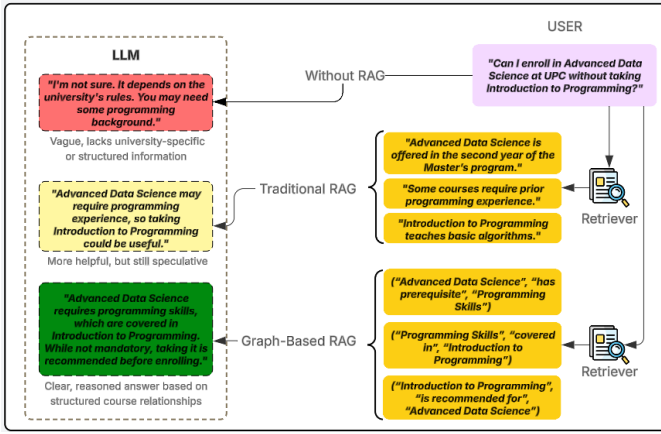 USER
LLM
"I'm not sure. It depends on the
university's rules. You may need
some programming
background."
Vague, lacks university-specific
or structured information
Without RAG
"Can I enroll in Advanced Data
Science at UPC without taking
Introduction to Programming?"
"Advanced Data Science may
require programming
experience, so taking
Introduction to Programming
could be useful."
More helpful, but still speculative
Traditional RAG
"Advanced Data Science is
offered in the second year of the
Master's program."
"Some courses require prior
programming experience."
"Introduction to Programming
teaches basic algorithms."
Retriever
"Advanced Data Science
requires programming skills,
which are covered in
Introduction to Programming.
While not mandatory, taking it is
recommended before enrolling."
Clear, reasoned answer based on
structured course relationships
Graph-Based RAG
("Advanced Data Science", "has
prerequisite", "Programming
Skills")
("Programming Skills", "covered
in", "Introduction to
Programming")
("Introduction to Programming",
"is recommended for",
"Advanced Data Science")
Retriever